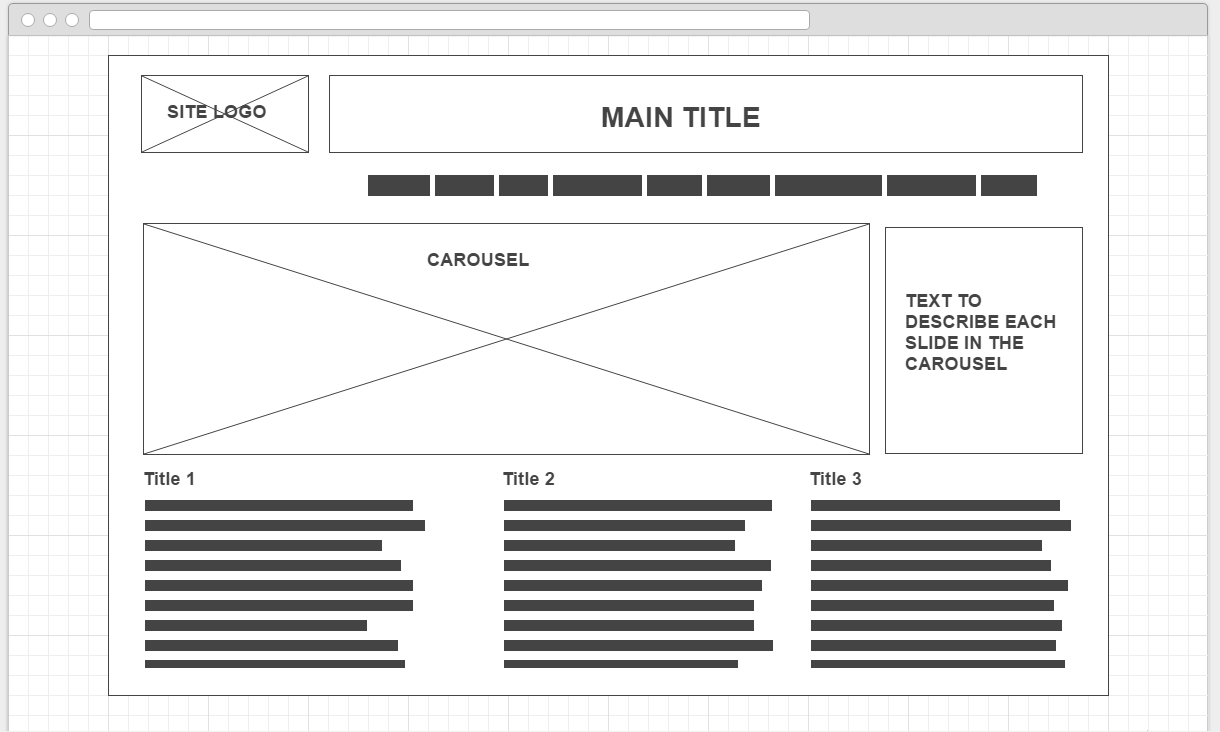 SITE LOGO
MAIN TITLE
CAROUSEL
TEXT TO
DESCRIBE EACH
SLIDE IN THE
CAROUSEL
Title 1
Title 2
Title 3